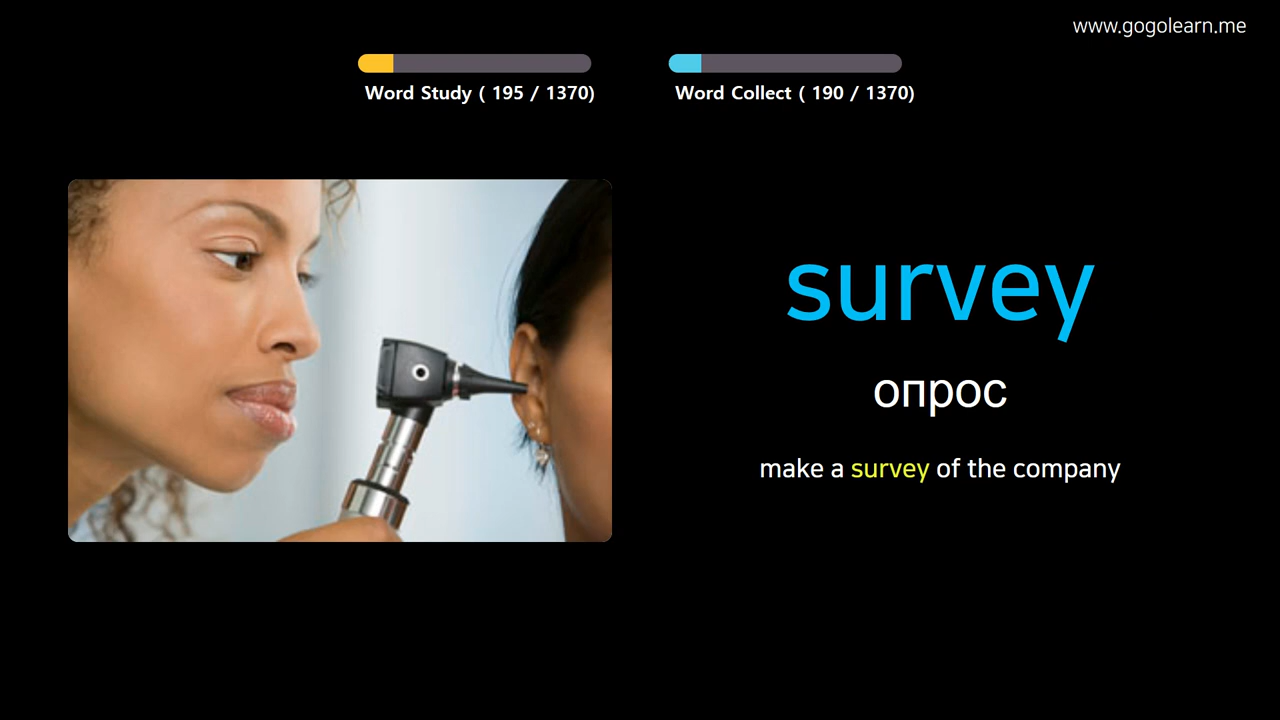 www.gogolearn.me
Word Study ( 195 / 1370)
Word Collect ( 190 / 1370)
survey
опрос
make a survey of the company